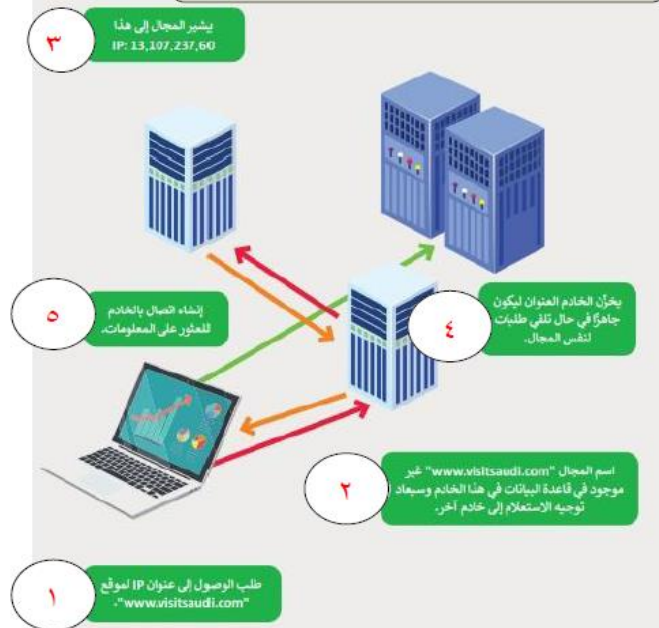 يشير المجال إلى هذا
IP: 13,107,237,60
٣
إنشاء اتصال بالخادم
للعثور على المعلومات.
٥
يخزّن الخادم العنوان ليكون
جاهزًا في حال تلقي طلبات
لنفس المجال.
٤
اسم المجال "www.visitsaudi.com" غير
موجود في قاعدة البيانات في هذا الخادم وسيعاد
توجيه الاستعلام إلى خادم آخر.
٢
طلب الوصول إلى عنوان IP لموقع
"www.visitsaudi.com".
١